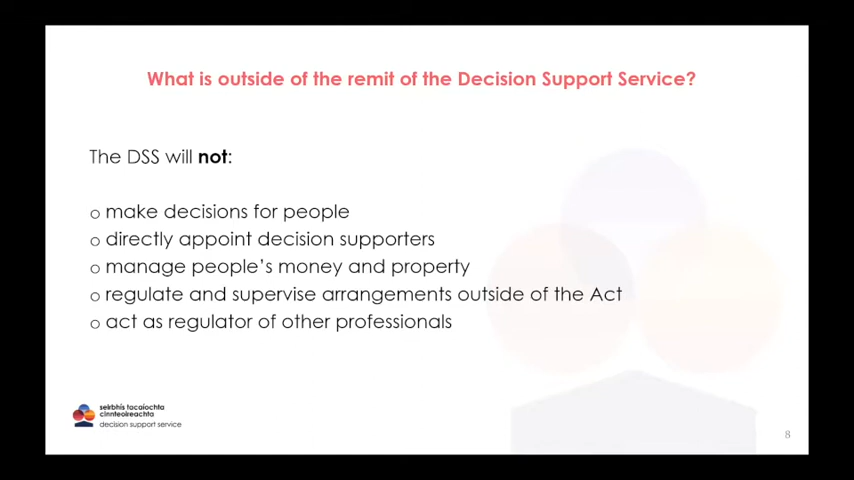 What is outside of the remit of the Decision Support Service?
The DSS will not:
o make decisions for people
o directly appoint decision supporters
o manage people's money and property
o regulate and supervise arrangements outside of the Act
o act as regulator of other professionals
seirbhís tacaíochta
cinnteoireachta
decision support service
8